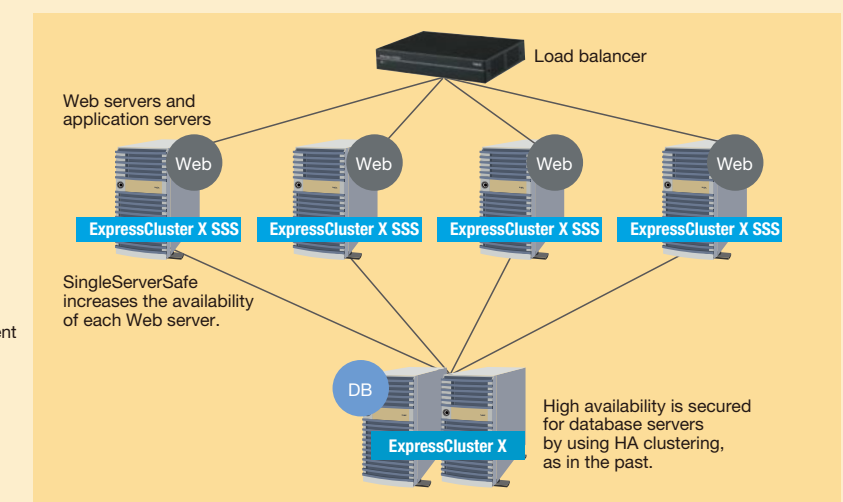 Load balancer
Web servers and
application servers
Web
Web
Web
Web
ExpressCluster X SSS
ExpressCluster X SSS
ExpressCluster X SSS
ExpressCluster X SSS
SingleServerSafe
increases the availability
of each Web server.
ent
DB
ExpressCluster X
High availability is secured
for database servers
by using HA clustering,
as in the past.